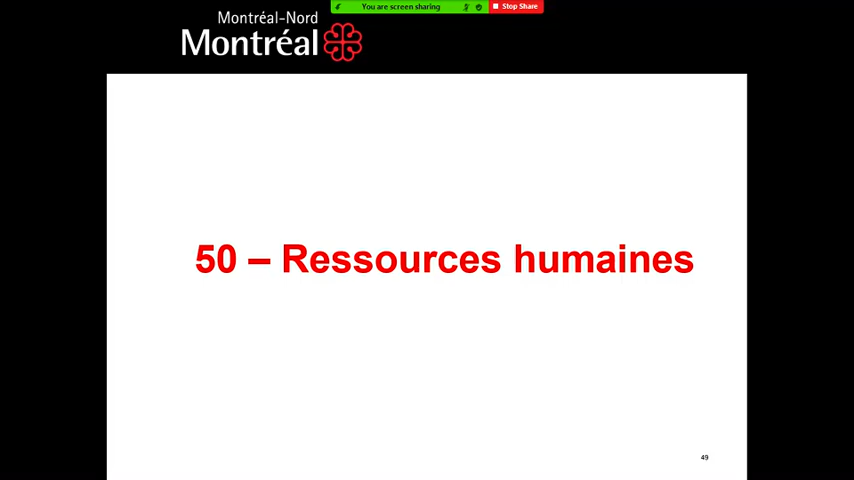 Montréal-Nord
Montréal
You are screen sharing
Stop Share
50 – Ressources humaines
49